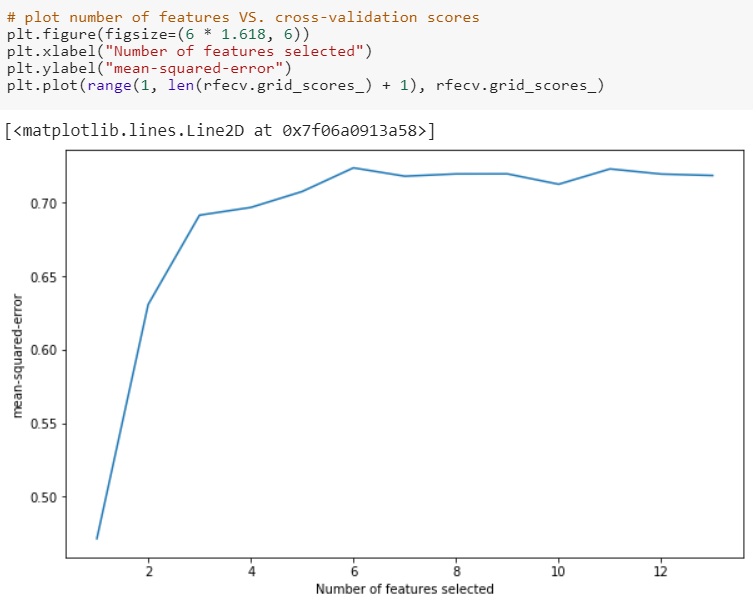 # plot number of features VS. cross-validation scores
plt.figure(figsize=(6 * 1.618, 6))
plt.xlabel("Number of features selected")
plt.ylabel("mean-squared-error")
plt.plot(range(1, len(rfecv.grid_scores_) + 1), rfecv.grid_scores_)
[<matplotlib.lines.Line2D at 0x7f06a0913a58>]
0.70
0.65
0.60
0.55
0.50
mean-squared-error
2 4 6 8 10 12
Number of features selected